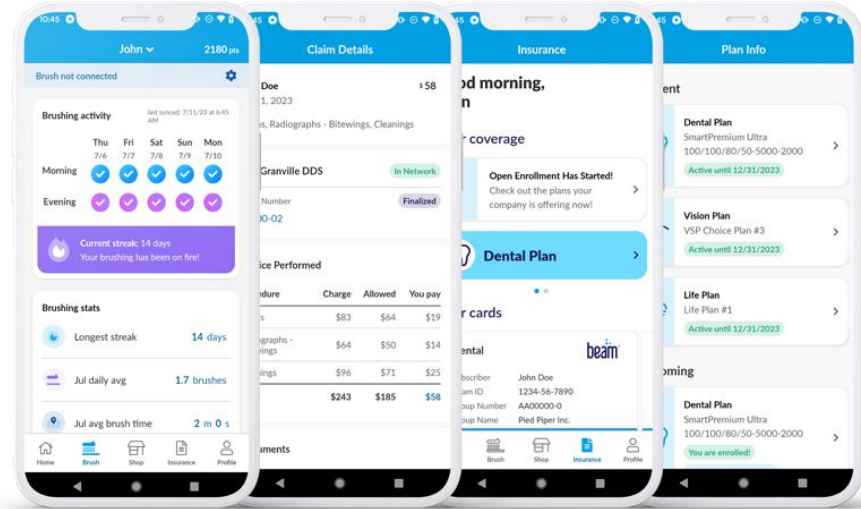 10:45
John
2180 pts
Brush not connected
Brushing activity
last synced: 7/11/23 at 6:45
AM
Thu Fri Sat Sun Mon
7/6 7/7 7/8 7/9 7/10
Morning
Evening
Current streak: 14 days
Your brushing has been on fire!
Brushing stats
Longest streak 14 days
Jul daily avg 1.7 brushes
Jul avg brush time 2 m 0 s
Home Brush Shop Insurance Profile
45
Claim Details
Doe $58
1, 2023
s, Radiographs - Bitewings, Cleanings
Granville DDS In Network
Number Finalized
00-02
ice Performed
edure Charge Allowed You pay
s $83 $64 $19
ographs - $64 $50 $14
wings
ings $96 $71 $25
$243 $185 $58
uments
45
Insurance
od morning,
n
r coverage
Open Enrollment Has Started!
Check out the plans your
company is offering now!
Dental Plan
r cards
ental beam
bscriber John Doe
am ID 1234-56-7890
oup Number AA00000-0
oup Name Pied Piper Inc.
Brush Shop Insurance Profile
45
Plan Info
ent
Dental Plan
SmartPremium Ultra
100/100/80/50-5000-2000
Active until 12/31/2023
Vision Plan
VSP Choice Plan #3
Active until 12/31/2023
Life Plan
Life Plan #1
Active until 12/31/2023
oming
Dental Plan
SmartPremium Ultra
100/100/80/50-5000-2000
You are enrolled!